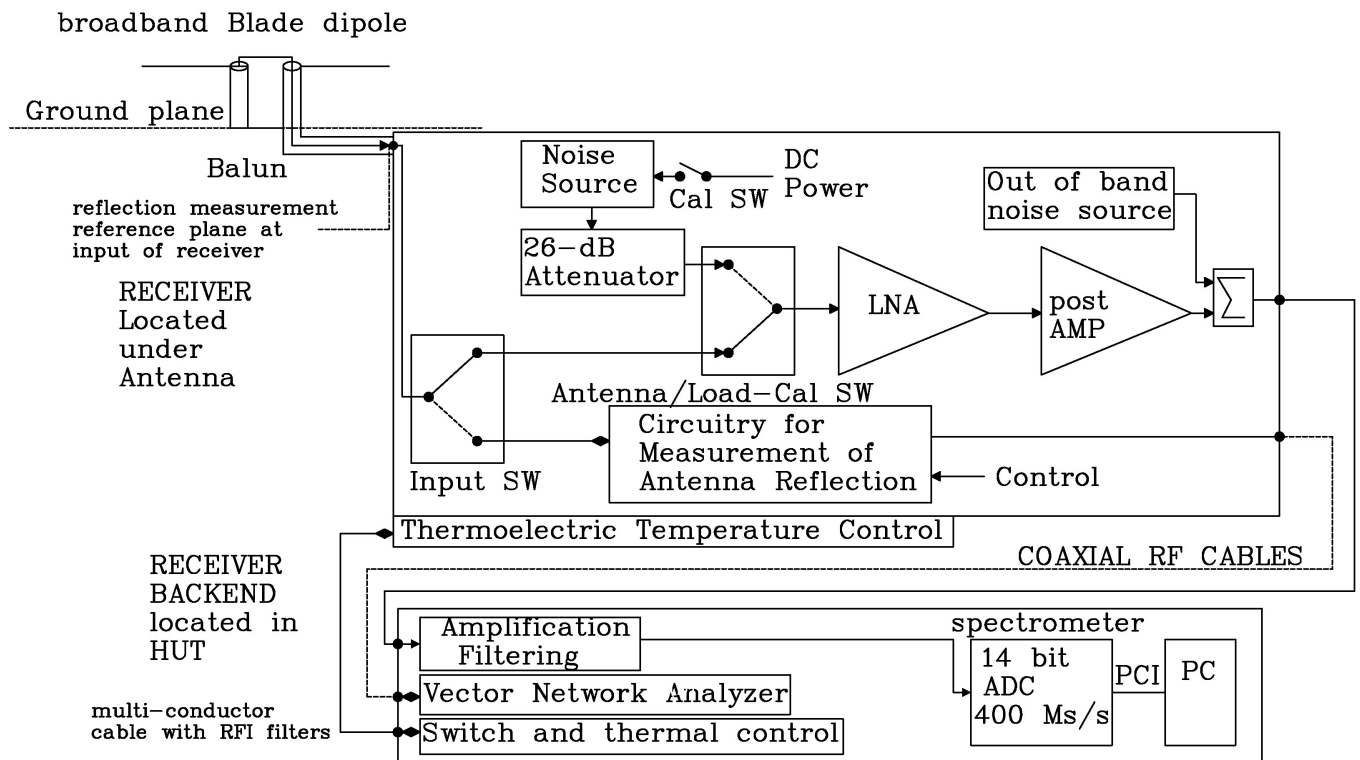 broadband Blade dipole
Ground plane
Balun
reflection measurement
reference plane at
input of receiver
RECEIVER
Located
under
Antenna
Noise
Source
Cal SW
DC
Power
26-dB
Attenuator
Out of band
noise source
LNA
post
AMP
Σ
Antenna/Load-Cal SW
Input SW
Circuitry for
Measurement of
Antenna Reflection
Control
Thermoelectric Temperature Control
COAXIAL RF CABLES
RECEIVER
BACKEND
located in
HUT
multi-conductor
cable with RFI filters
Amplification
Filtering
Vector Network Analyzer
Switch and thermal control
spectrometer
14 bit
ADC
400 Ms/s
PCI
PC